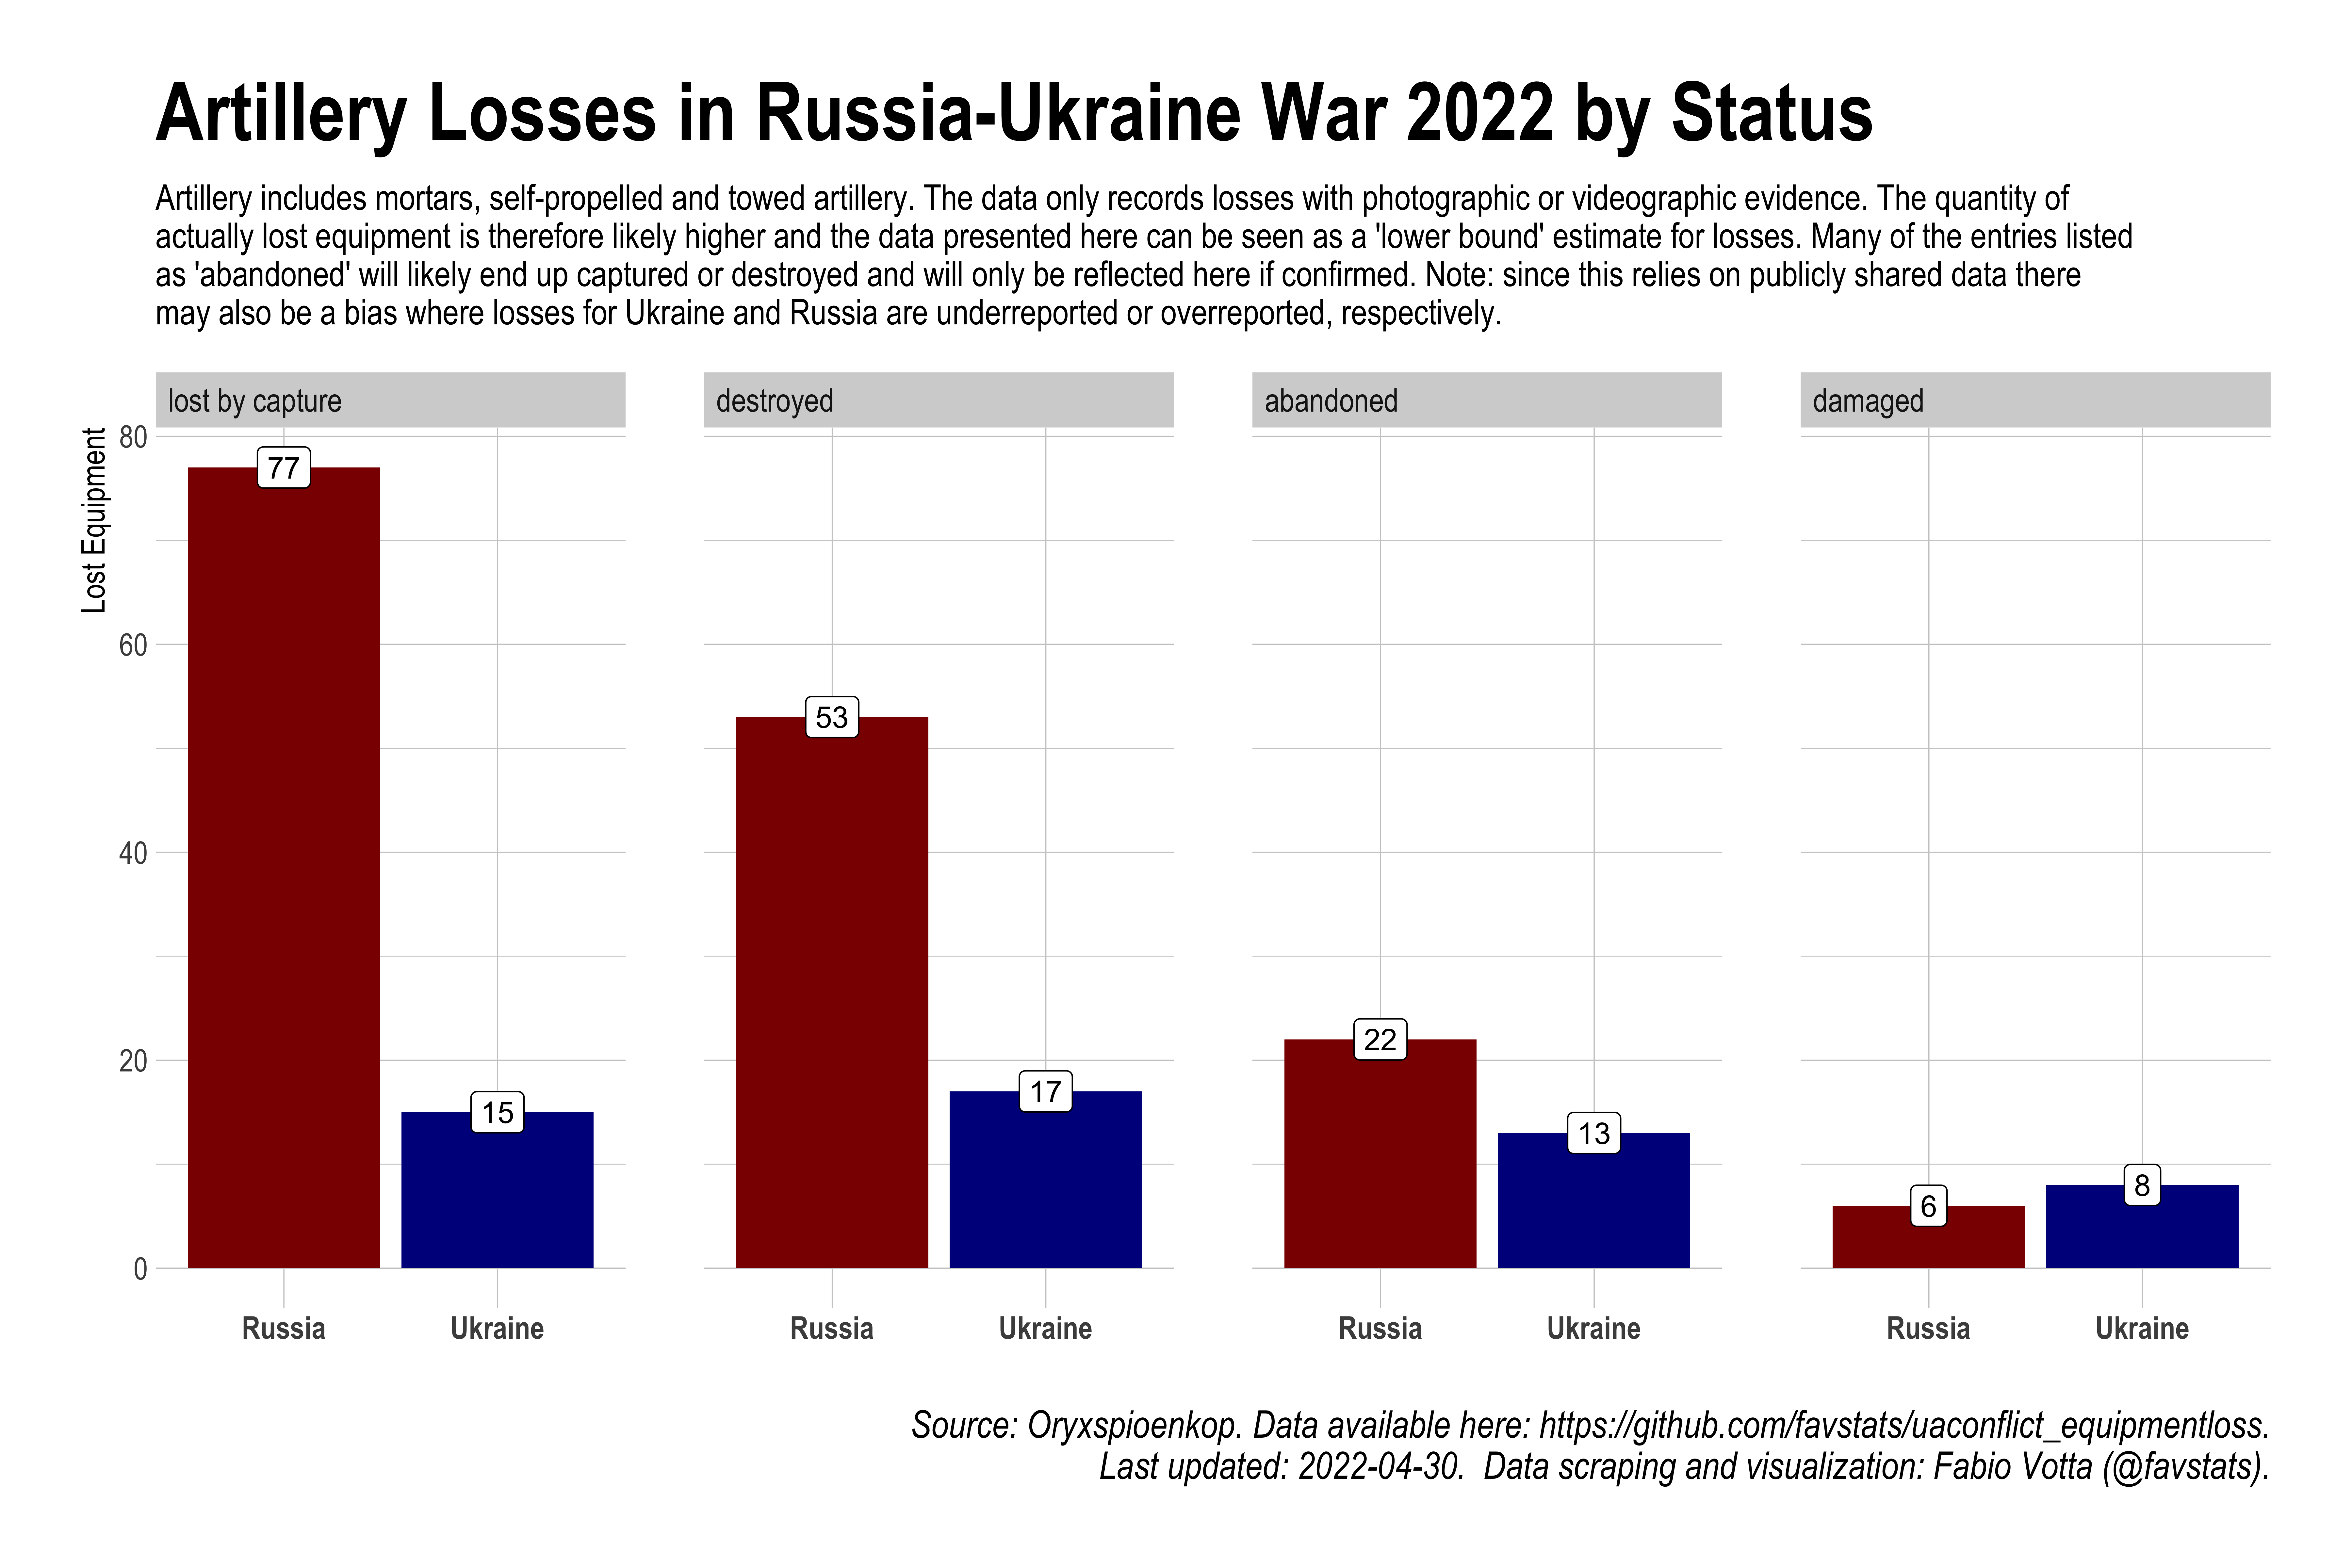 Artillery Losses in Russia-Ukraine War 2022 by Status
Artillery includes mortars, self-propelled and towed artillery. The data only records losses with photographic or videographic evidence. The quantity of
actually lost equipment is therefore likely higher and the data presented here can be seen as a 'lower bound' estimate for losses. Many of the entries listed
as 'abandoned' will likely end up captured or destroyed and will only be reflected here if confirmed. Note: since this relies on publicly shared data there
may also be a bias where losses for Ukraine and Russia are underreported or overreported, respectively.
lost by capture
destroyed
abandoned
damaged
Lost Equipment
80
60
40
20
0
77
15
53
17
22
13
6
8
Russia
Ukraine
Russia
Ukraine
Russia
Ukraine
Russia
Ukraine
Source: Oryxspioenkop. Data available here: https://github.com/favstats/uaconflict_equipmentloss.
Last updated: 2022-04-30.  Data scraping and visualization: Fabio Votta (@favstats).